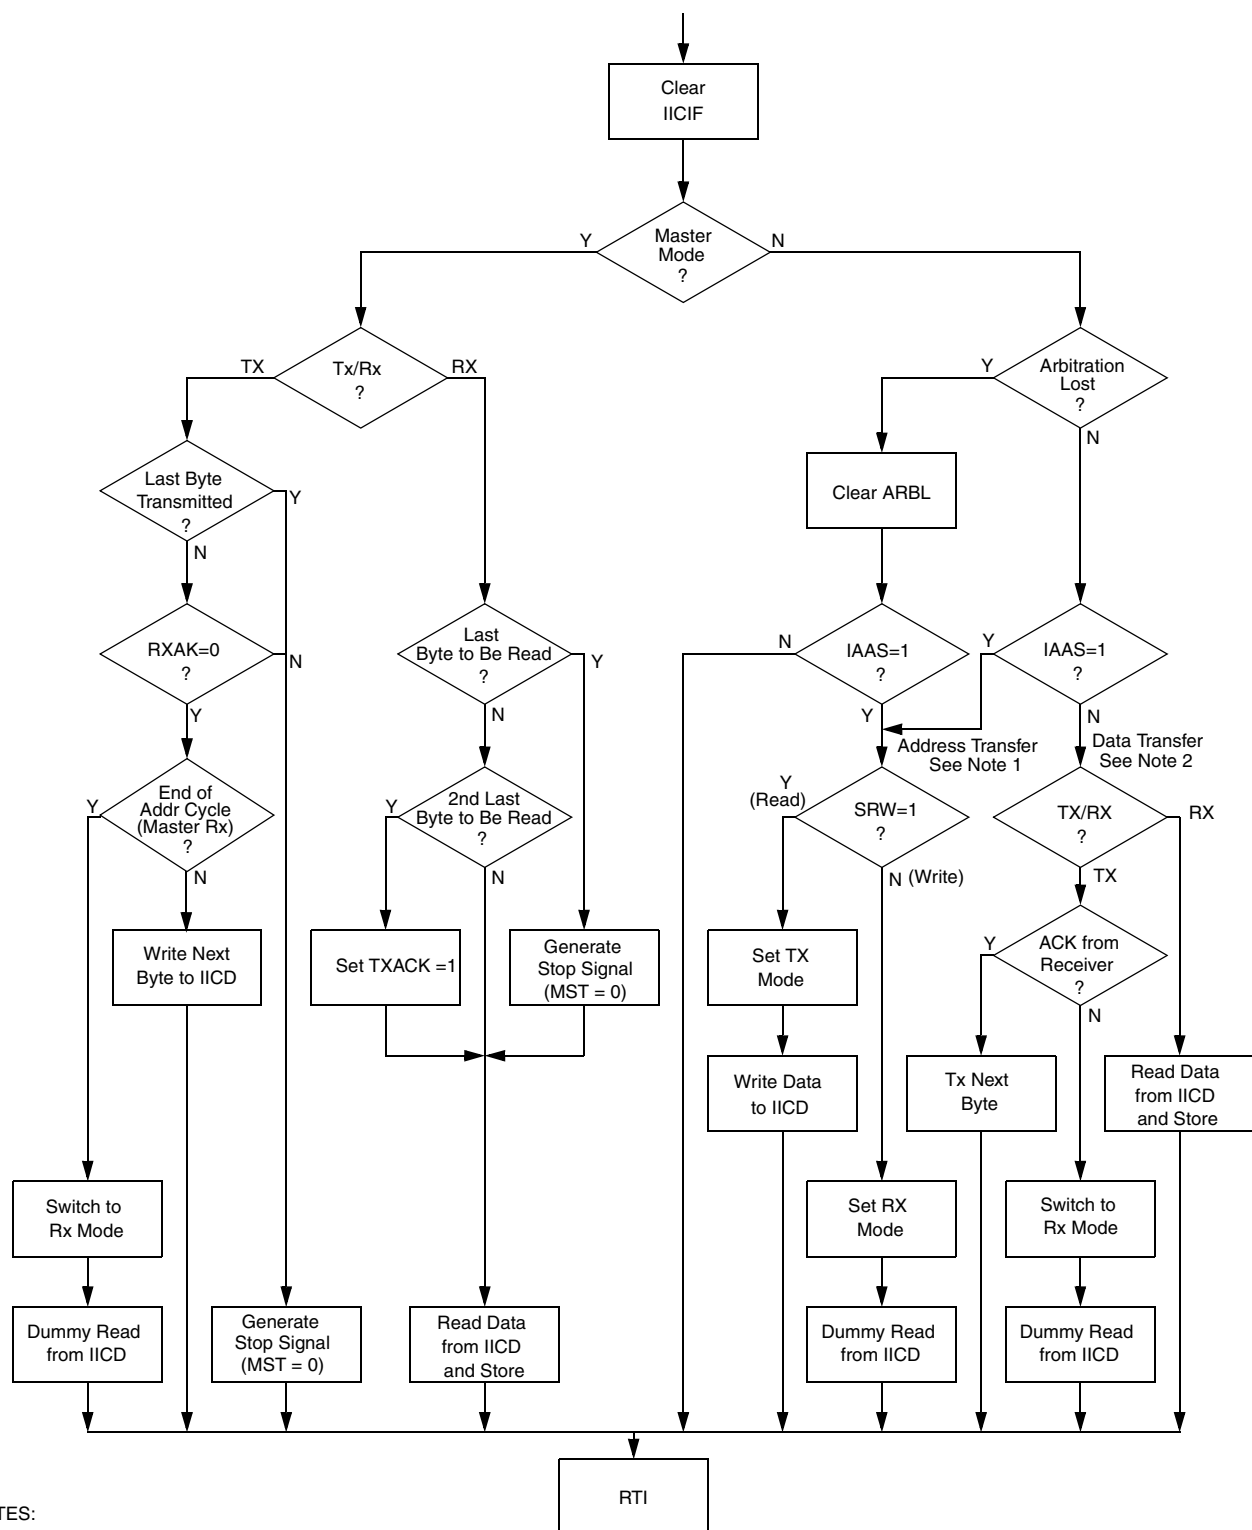 Clear
IICIF
Master
Mode
?
Y
N
Tx/Rx
?
TX
RX
Arbitration
Lost
?
Y
N
Last Byte
Transmitted
?
Y
N
Clear ARBL
RXAK=0
?
N
Y
Last
Byte to Be Read
?
Y
N
IAAS=1
?
N
Y
IAAS=1
?
Y
N
Address Transfer
See Note 1
Data Transfer
See Note 2
End of
Addr Cycle
(Master Rx)
?
Y
N
2nd Last
Byte to Be Read
?
Y
N
Y
(Read)
SRW=1
?
N (Write)
TX/RX
?
RX
TX
Write Next
Byte to IICD
Set TXACK =1
Generate
Stop Signal
(MST = 0)
Set TX
Mode
ACK from
Receiver
?
Y
N
Write Data
to IICD
Tx Next
Byte
Read Data
from IICD
and Store
Switch to
Rx Mode
Set RX
Mode
Switch to
Rx Mode
Dummy Read
from IICD
Generate
Stop Signal
(MST = 0)
Read Data
from IICD
and Store
Dummy Read
from IICD
Dummy Read
from IICD
RTI
TES: